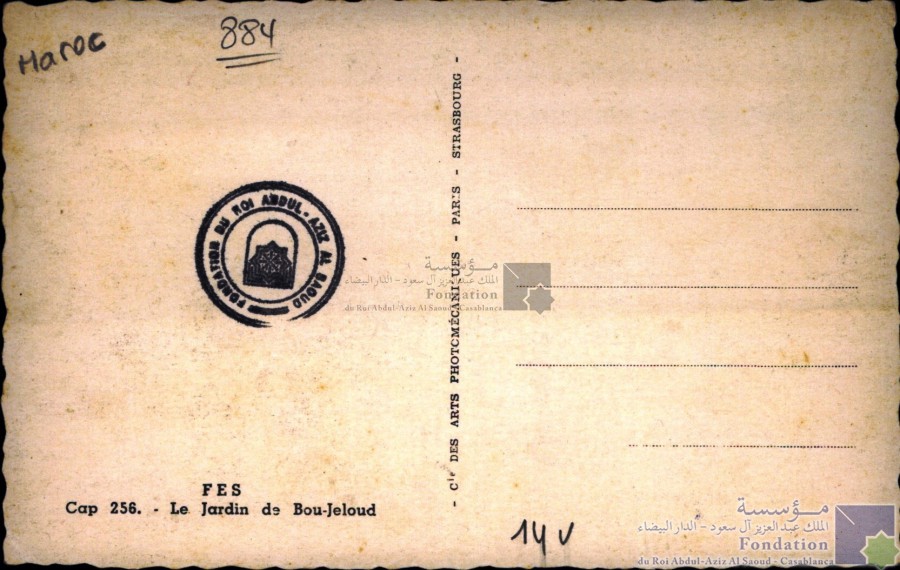 Maroc
884
FONDATION DU ROI ABDUL-AZIZ AL SAOUD
FES
Cap 256. - Le Jardin de Bou-Jeloud
- Cie DES ARTS PHOTOMÉCANIQUES - PARIS - STRASBOURG -
مؤسسة
الملك عبد العزيز آل سعود - الدار البيضاء
Fondation
du Roi Abdul-Aziz Al Saoud - Casablanca
14 v
مؤسسة
الملك عبد العزيز آل سعود - الدار البيضاء
Fondation
du Roi Abdul-Aziz Al Saoud - Casablanca